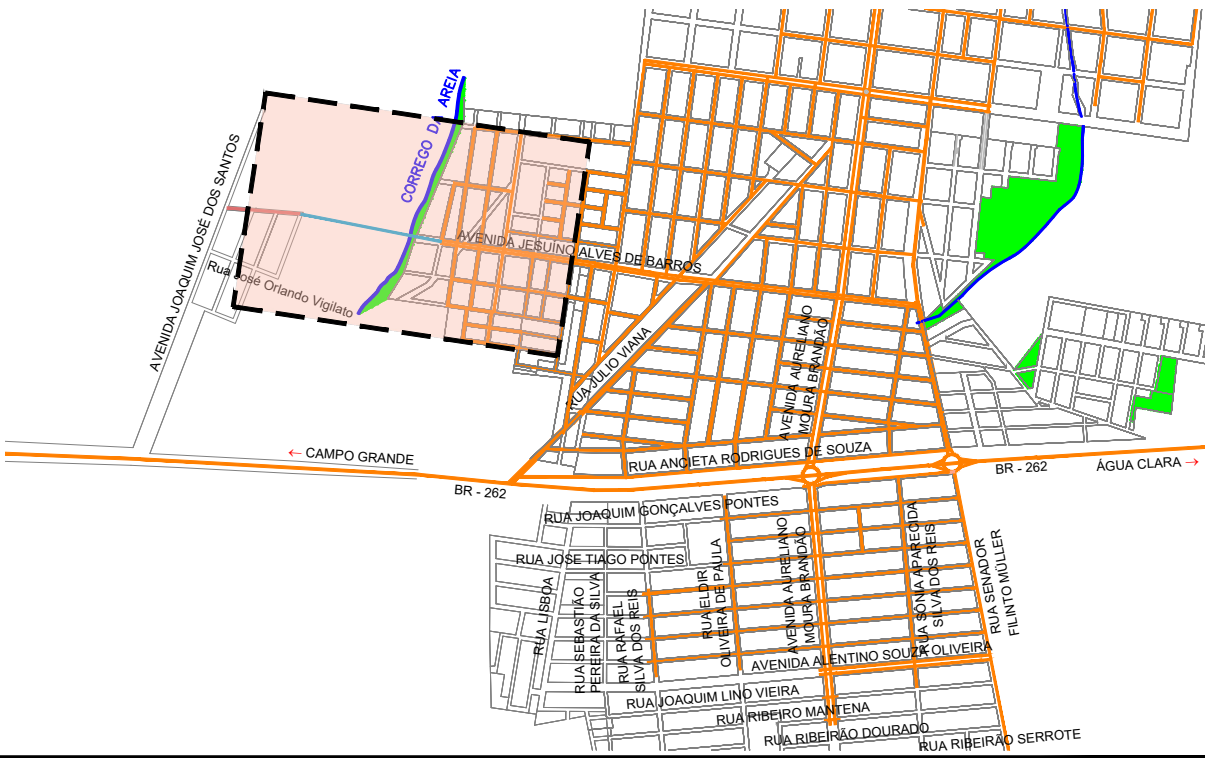 CORREGO DA AREIA
AVENIDA JOAQUIM JOSÉ DOS SANTOS
AVENIDA JESUÍNO ALVES DE BARROS
Rua José Orlando Vigilato
RUA JULIO VIANA
AVENIDA AURELIANO
MOURA BRANDÃO
← CAMPO GRANDE
RUA ANCIETA RODRIGUES DE SOUZA
BR - 262
BR - 262
ÁGUA CLARA →
RUA JOAQUIM GONÇALVES PONTES
RUA JOSE TIAGO PONTES
RUA LISBOA
RUA SEBASTIÃO
PEREIRA DA SILVA
RUA RAFAEL
SILVA DOS REIS
RUA ELDIR
OLIVEIRA DE PAULA
AVENIDA AURELIANO
MOURA BRANDÃO
RUA SONIA APARECIDA
SILVA DOS REIS
RUA SENADOR
FILINTO MÜLLER
AVENIDA ALENTINO SOUZA OLIVEIRA
RUA JOAQUIM LINO VIEIRA
RUA RIBEIRO MANTENA
RUA RIBEIRÃO DOURADO
RUA RIBEIRÃO SERROTE